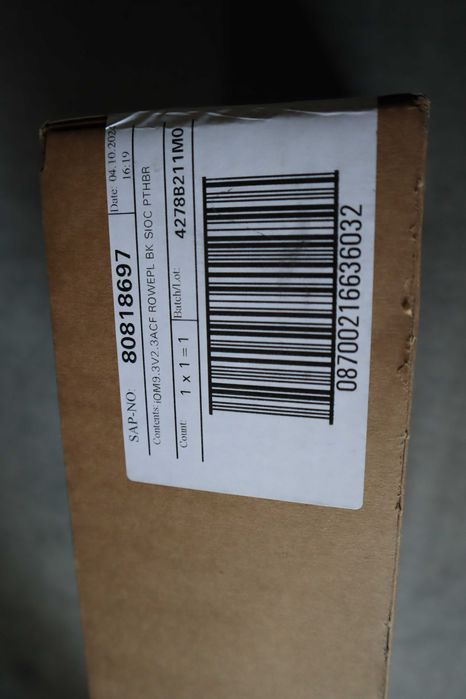 SAP-NO: 80818697 Date: 04.10.202
16:19
Contents: iOM9.3V2.3ACF ROWEPL BK SIOC PTHBR
Count: 1 x 1 = 1 Batch/Lot: 4278B211M0
08700216636032